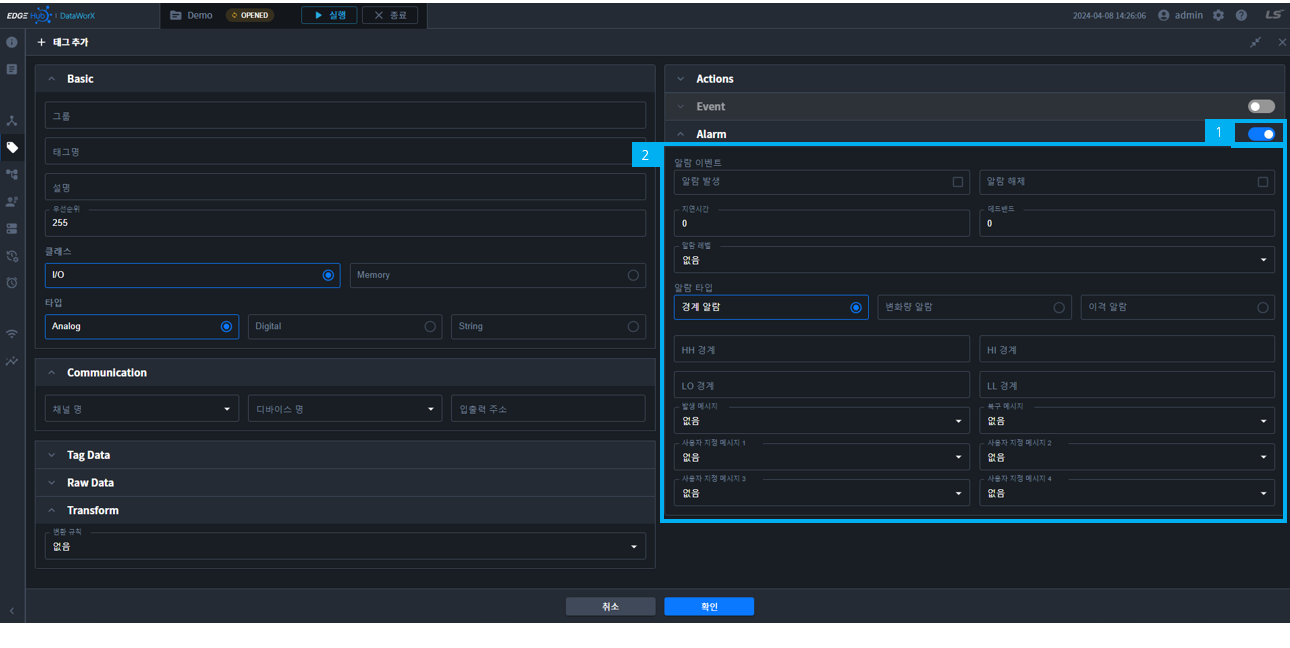 EDGE Hub | DataWorX
Demo
OPENED
실행
종료
2024-04-08 14:26:06
admin
LS
태그 추가
Basic
그룹
태그명
설명
우선순위
255
클래스
I/O
Memory
타입
Analog
Digital
String
Communication
채널 명
디바이스 명
입출력 주소
Tag Data
Raw Data
Transform
변환 규칙
없음
Actions
Event
Alarm
1
2
알람 이벤트
알람 발생
알람 해제
지연시간
0
데드밴드
0
알람 레벨
없음
알람 타입
경계 알람
변화량 알람
이격 알람
HH 경계
HI 경계
LO 경계
LL 경계
발생 메시지
없음
복구 메시지
없음
사용자 지정 메시지 1
없음
사용자 지정 메시지 2
없음
사용자 지정 메시지 3
없음
사용자 지정 메시지 4
없음
취소
확인